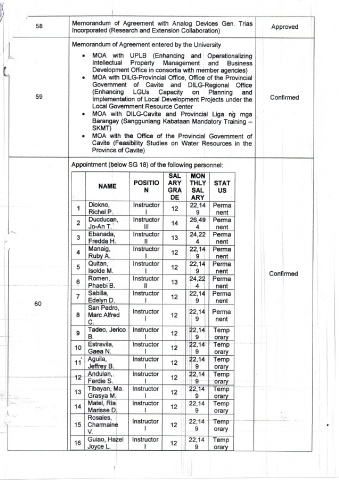 58 Memorandum of Agreement with Analog Devices Gen. Trias Approved
Incorporated (Research and Extension Collaboration)
Memorandum of Agreement entered by the University
• MOA with UPLB (Enhancing and Operationalizing
Intellectual Property Management and Business
Development Office in consortia with member agencies)
• MOA with DILG-Provincial Office, Office of the Provincial
Government of Cavite and DILG-Regional Office
(Enhancing LGUs Capacity on Planning and
59 Implementation of Local Development Projects under the Confirmed
Local Government Resource Center
• MOA with DILG-Cavite and Provincial Liga ng mga
Barangay (Sangguniang Kabataan Mandatory Training –
SKMT)
• MOA with the Office of the Provincial Government of
Cavite (Feasibility Studies on Water Resources in the
Province of Cavite)
60 Appointment (below SG 18) of the following personnel: Confirmed
NAME POSITION SALARY GRADE MONTHLY SALARY STATUS
1 Diokno, Richel P. Instructor I 12 22,149 Permanent
2 Ducducan, Jo-An T. Instructor III 14 26,494 Permanent
3 Ebanada, Fredda H. Instructor II 13 24,224 Permanent
4 Manaig, Ruby A. Instructor I 12 22,149 Permanent
5 Quitan, Isolde M. Instructor I 12 22,149 Permanent
6 Romen, Phaebi B. Instructor II 13 24,224 Permanent
7 Sabilla, Edelyn D. Instructor I 12 22,149 Permanent
8 San Pedro, Marc Alfred C. Instructor I 12 22,149 Permanent
9 Tadeo, Jerico B. Instructor I 12 22,149 Temporary
10 Estravila, Gaea N. Instructor I 12 22,149 Temporary
11 Aguila, Jeffrey B. Instructor I 12 22,149 Temporary
12 Andulan, Ferdie S. Instructor I 12 22,149 Temporary
13 Tibayan, Ma. Grasya M. Instructor I 12 22,149 Temporary
14 Matel, Ria Marisse D. Instructor I 12 22,149 Temporary
15 Rosales, Charmaine V. Instructor I 12 22,149 Temporary
16 Guiao, Hazel Joyce L. Instructor I 12 22,149 Temporary